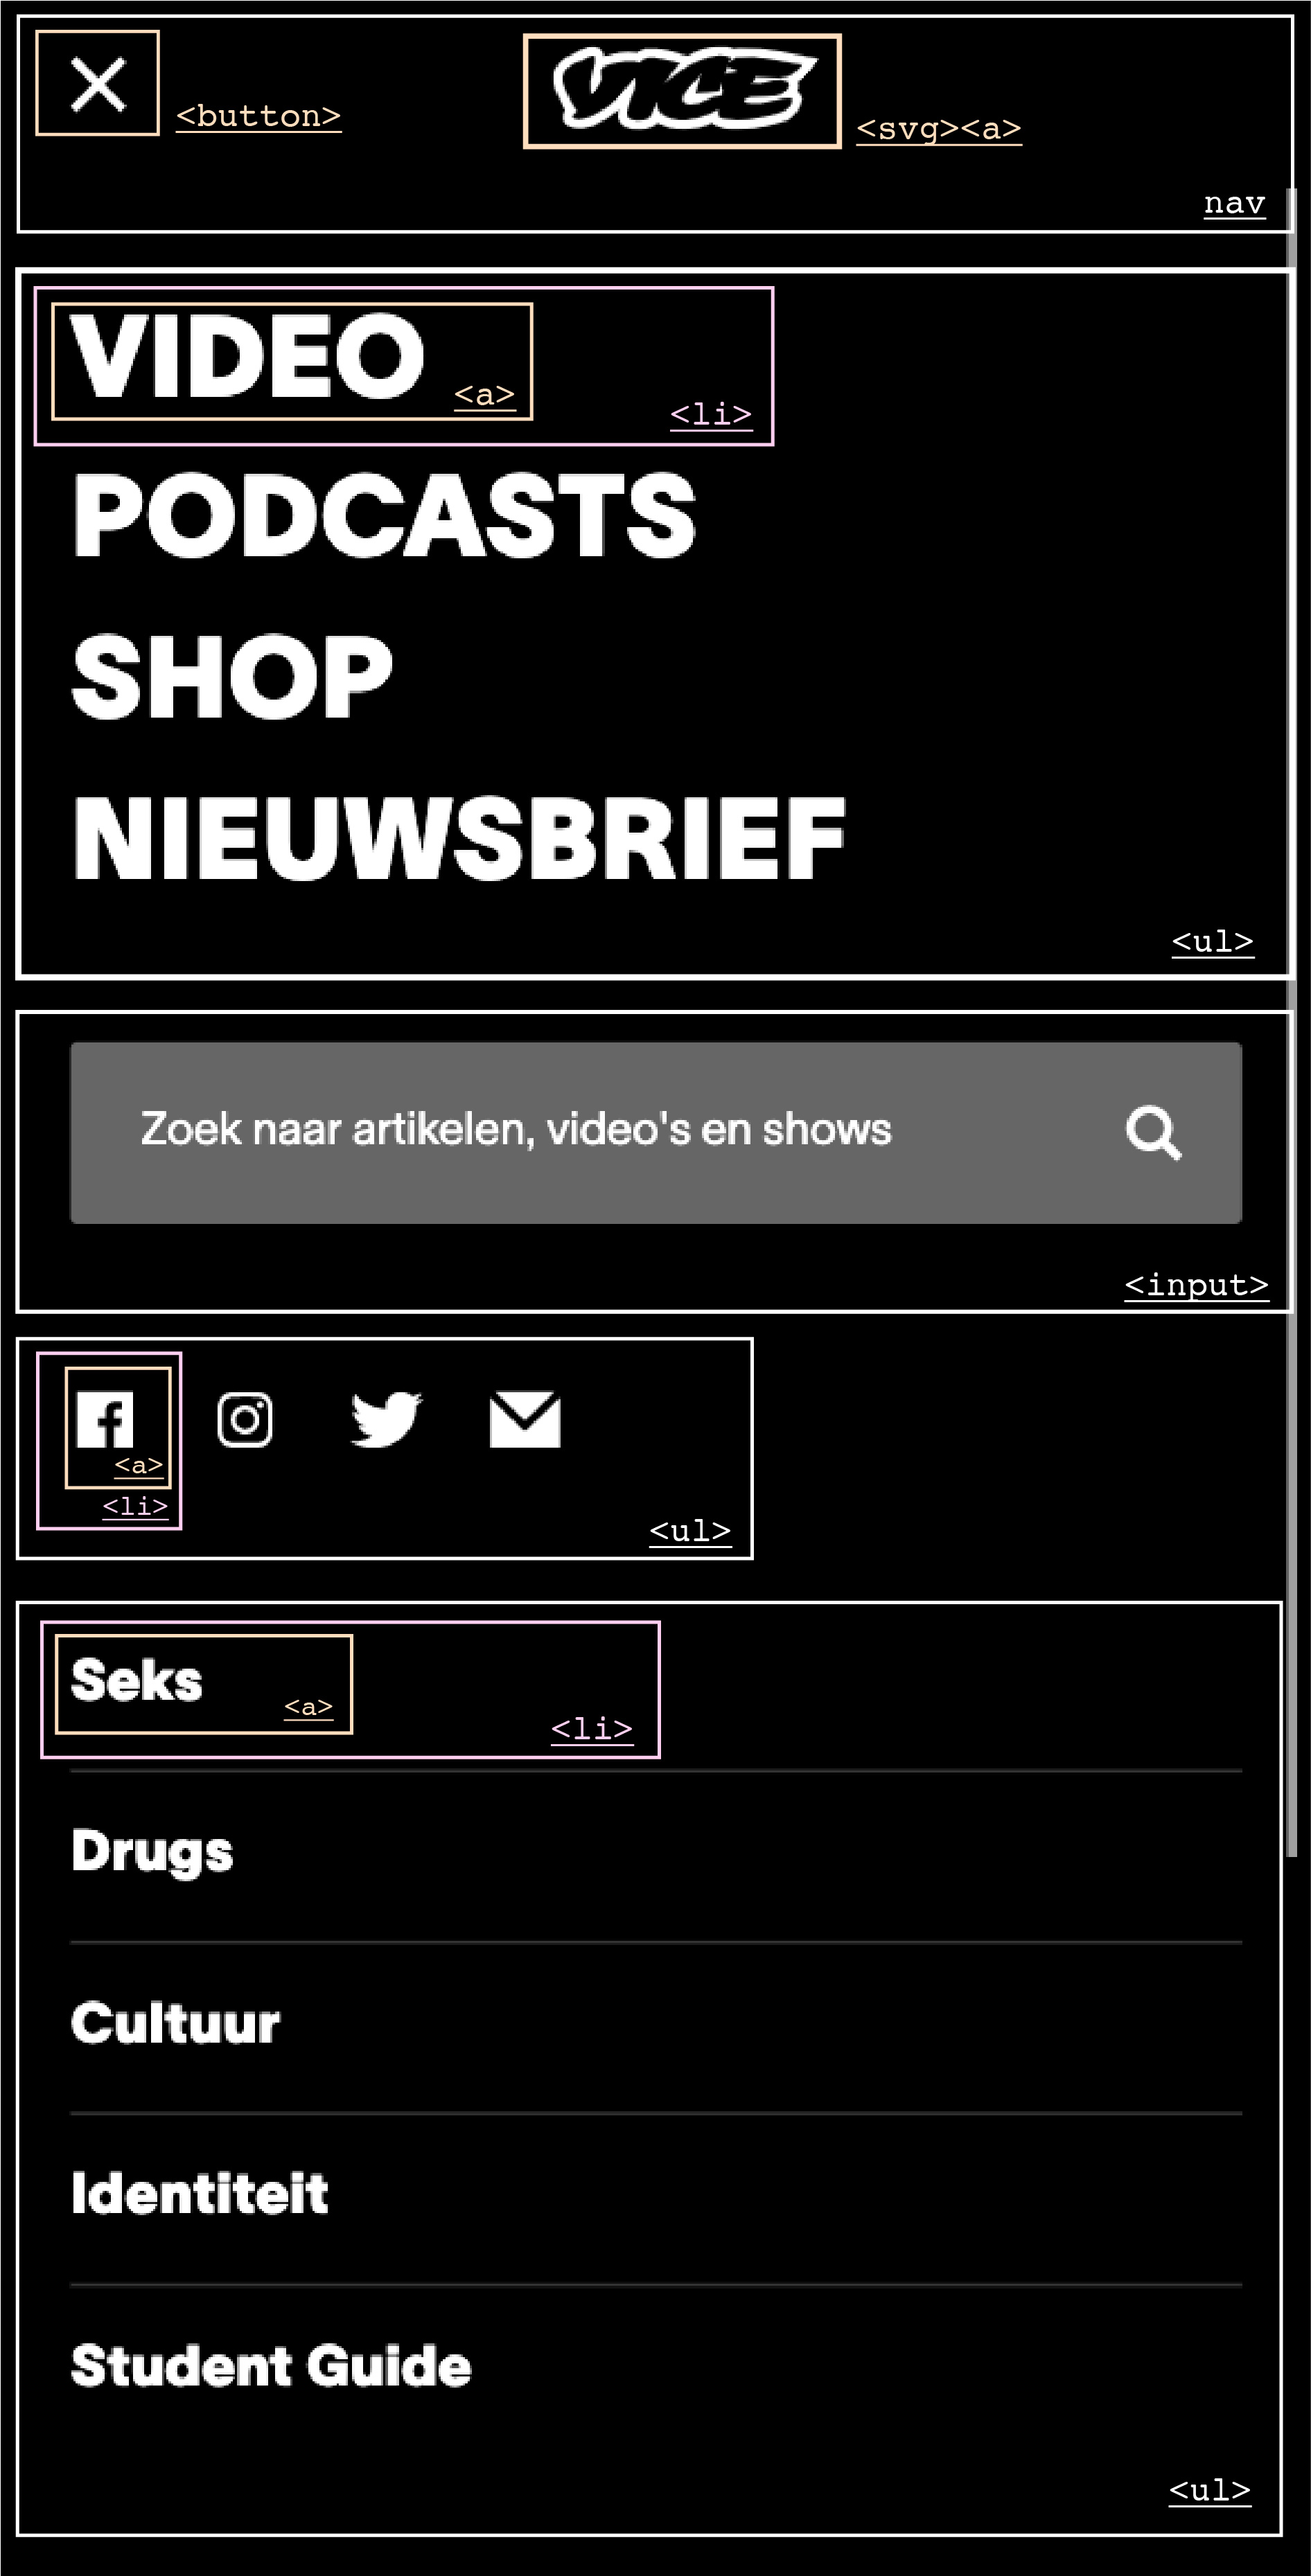 VICE
<button>
<svg><a>
nav
VIDEO
<a>
<li>
PODCASTS
SHOP
NIEUWSBRIEF
<ul>
Zoek naar artikelen, video's en shows
<input>
<a>
<li>
<ul>
Seks
<a>
<li>
Drugs
Cultuur
Identiteit
Student Guide
<ul>